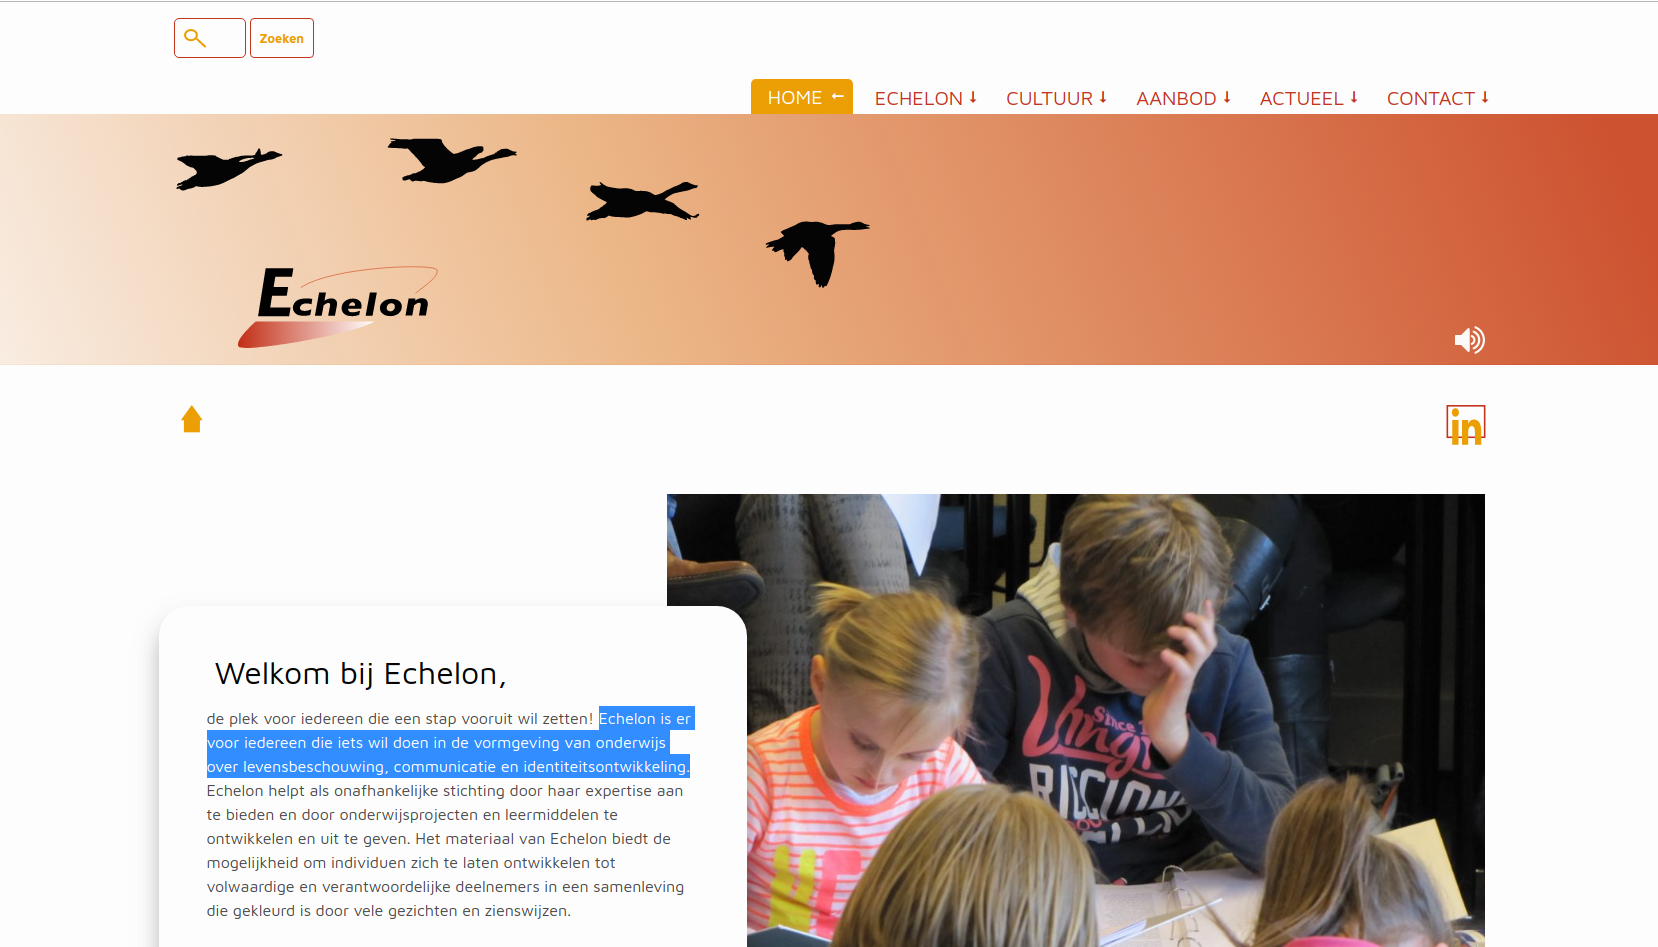 Zoeken
HOME ECHELON CULTUUR AANBOD ACTUEEL CONTACT
Echelon
in
Welkom bij Echelon,
de plek voor iedereen die een stap vooruit wil zetten! Echelon is er
voor iedereen die iets wil doen in de vormgeving van onderwijs
over levensbeschouwing, communicatie en identiteitsontwikkeling.
Echelon helpt als onafhankelijke stichting door haar expertise aan
te bieden en door onderwijsprojecten en leermiddelen te
ontwikkelen en uit te geven. Het materiaal van Echelon biedt de
mogelijkheid om individuen zich te laten ontwikkelen tot
volwaardige en verantwoordelijke deelnemers in een samenleving
die gekleurd is door vele gezichten en zienswijzen.
Since